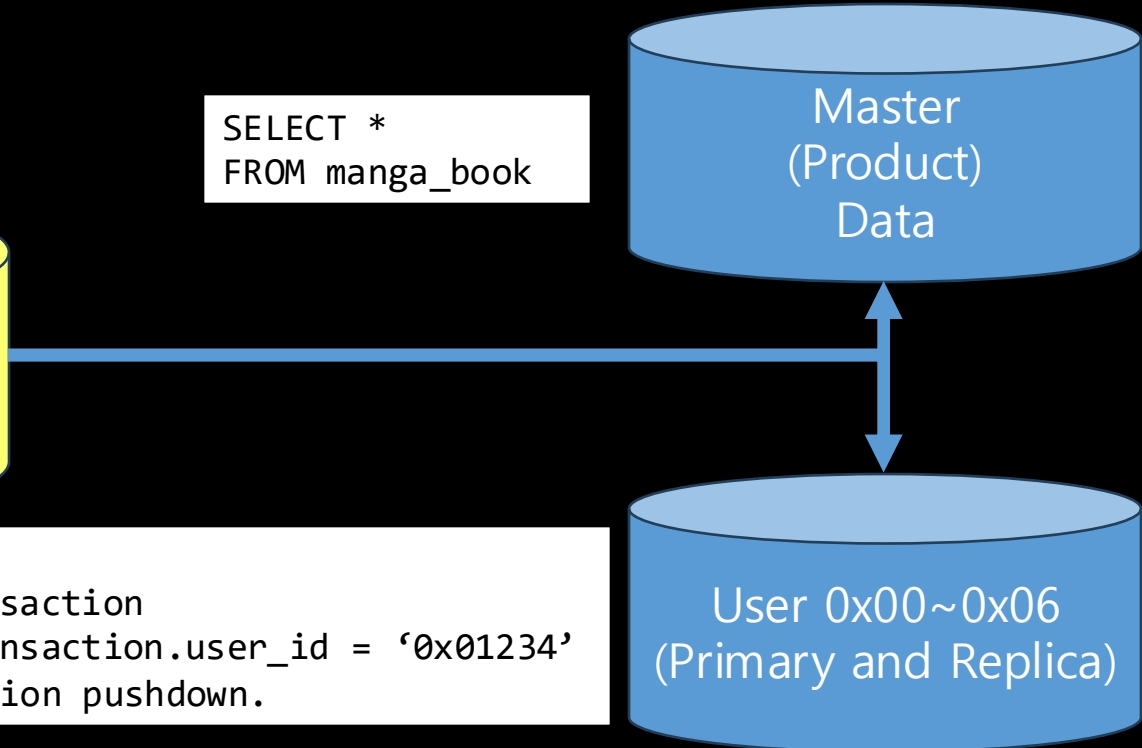 SELECT *
FROM manga_book
Master
(Product)
Data
saction
nsaction.user_id = ‘0x01234’
ion pushdown.
User 0x00~0x06
(Primary and Replica)